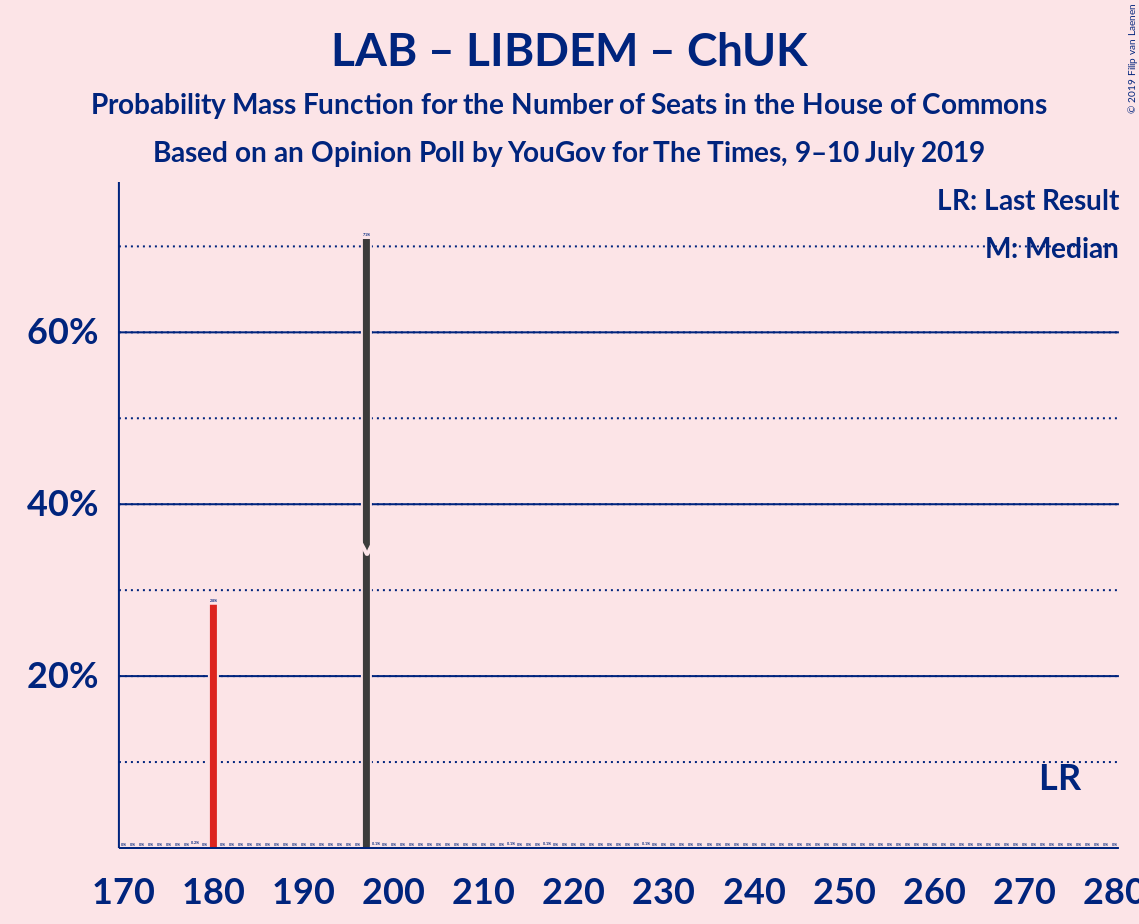 LAB – LIBDEM – ChUK
Probability Mass Function for the Number of Seats in the House of Commons
Based on an Opinion Poll by YouGov for The Times, 9–10 July 2019
© 2019 Filip van Laenen
LR: Last Result
M: Median
60%
40%
20%
71%
28%
M
LR
170 180 190 200 210 220 230 240 250 260 270 280